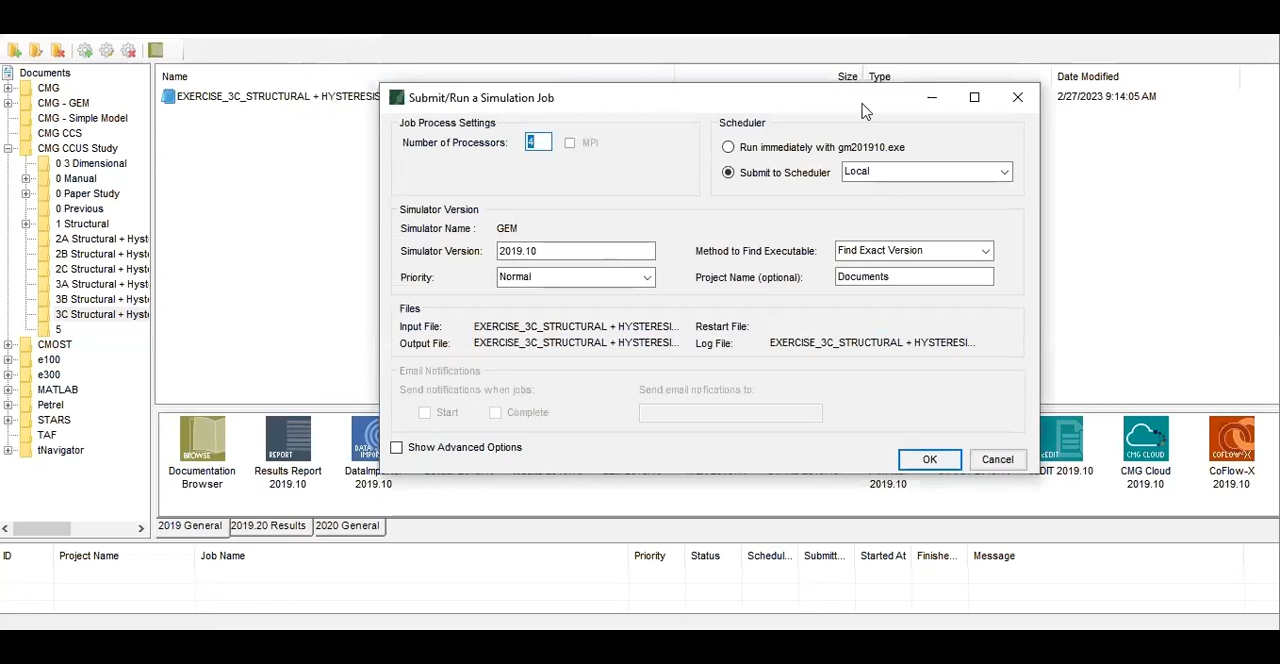 Documents
CMG
CMG - GEM
CMG - Simple Model
CMG CCS
CMG CCUS Study
0 3 Dimensional
0 Manual
0 Paper Study
0 Previous
1 Structural
2A Structural + Hyst
2B Structural + Hyst
2C Structural + Hyst
3A Structural + Hyst
3B Structural + Hyst
3C Structural + Hyst
5
CMOST
e100
e300
MATLAB
Petrel
STARS
TAF
tNavigator
Name Size Type Date Modified
EXERCISE_3C_STRUCTURAL + HYSTERESIS 2/27/2023 9:14:05 AM
Submit/Run a Simulation Job
Job Process Settings
Number of Processors: 4 MPI
Scheduler
Run immediately with gm201910.exe
Submit to Scheduler Local
Simulator Version
Simulator Name : GEM
Simulator Version: 2019.10 Method to Find Executable: Find Exact Version
Priority: Normal Project Name (optional): Documents
Files
Input File: EXERCISE_3C_STRUCTURAL + HYSTERESI... Restart File:
Output File: EXERCISE_3C_STRUCTURAL + HYSTERESI... Log File: EXERCISE_3C_STRUCTURAL + HYSTERESI...
Email Notifications
Send notifications when jobs: Send email nofications to:
Start Complete
Show Advanced Options
OK Cancel
BROWSE
Documentation
Browser
REPORT
Results Report
2019.10
DataImp
2019.10
2019.10
cEDIT 2019.10
CMG CLOUD
CMG Cloud
2019.10
COFLOW-X
CoFlow-X
2019.10
2019 General 2019.20 Results 2020 General
ID Project Name Job Name Priority Status Schedul... Submitt... Started At Finishe... Message